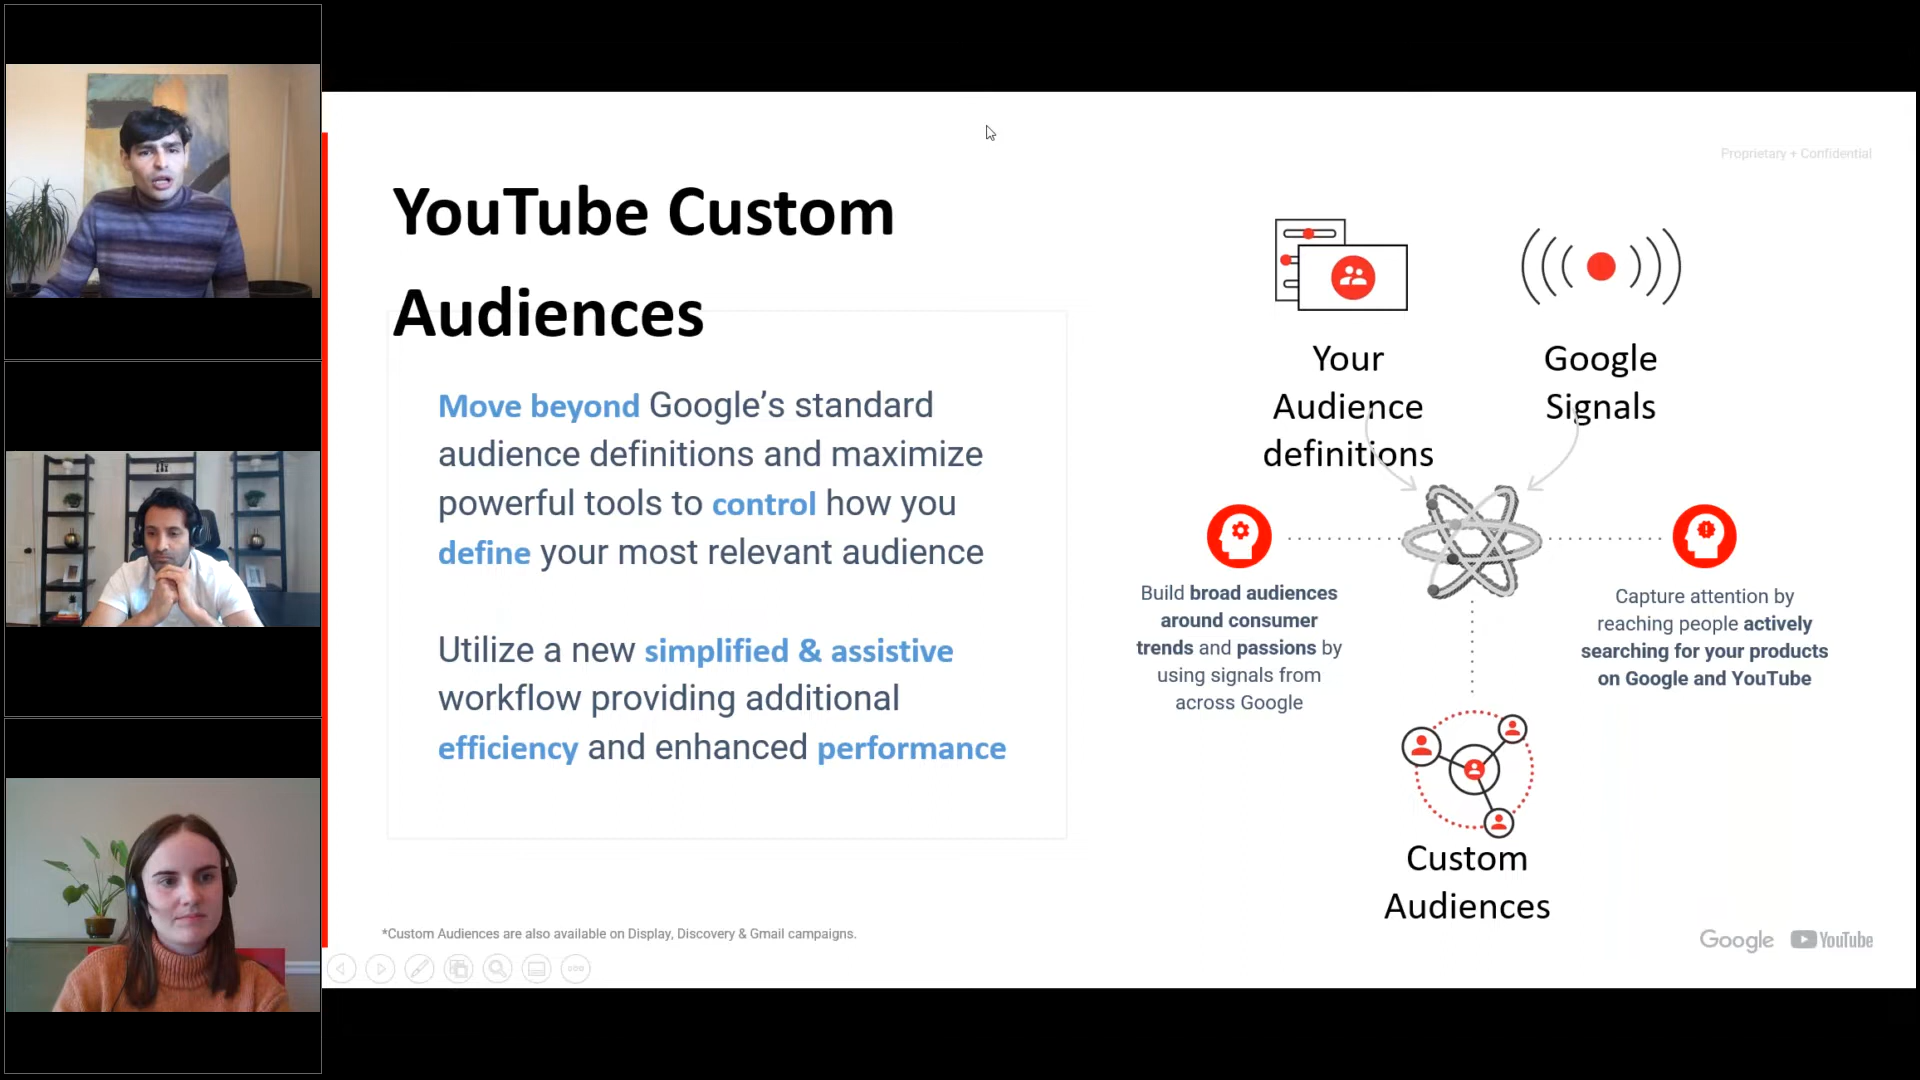 Proprietary + Confidential
YouTube Custom
Audiences
Move beyond Google’s standard
audience definitions and maximize
powerful tools to control how you
define your most relevant audience
Utilize a new simplified & assistive
workflow providing additional
efficiency and enhanced performance
*Custom Audiences are also available on Display, Discovery & Gmail campaigns.
Your
Audience
definitions
Google
Signals
Build broad audiences
around consumer
trends and passions by
using signals from
across Google
Capture attention by
reaching people actively
searching for your products
on Google and YouTube
Custom
Audiences
Google YouTube